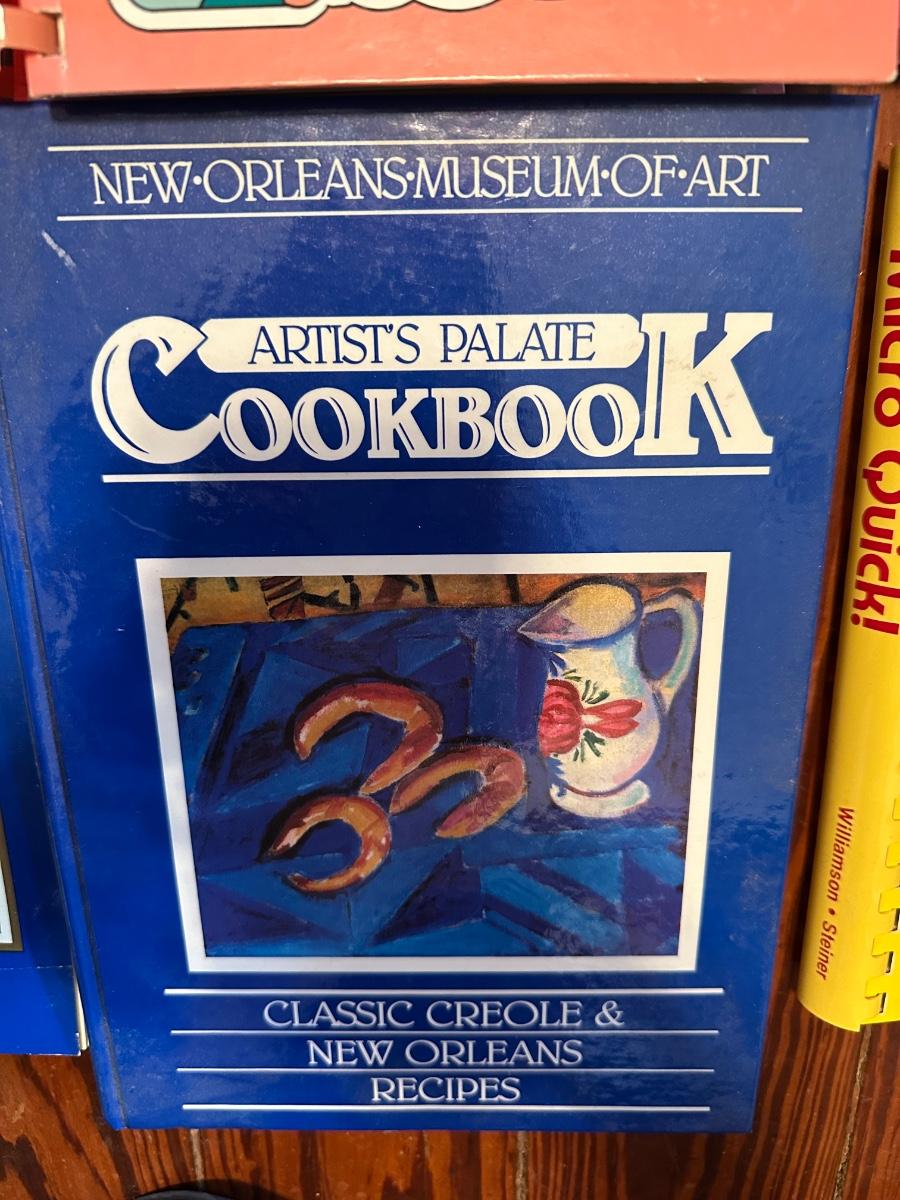 NEW·ORLEANS·MUSEUM·OF·ART
ARTIST'S PALATE
COOKBOOK
CLASSIC CREOLE &
NEW ORLEANS
RECIPES
Micro Quick!
Williamson • Steiner